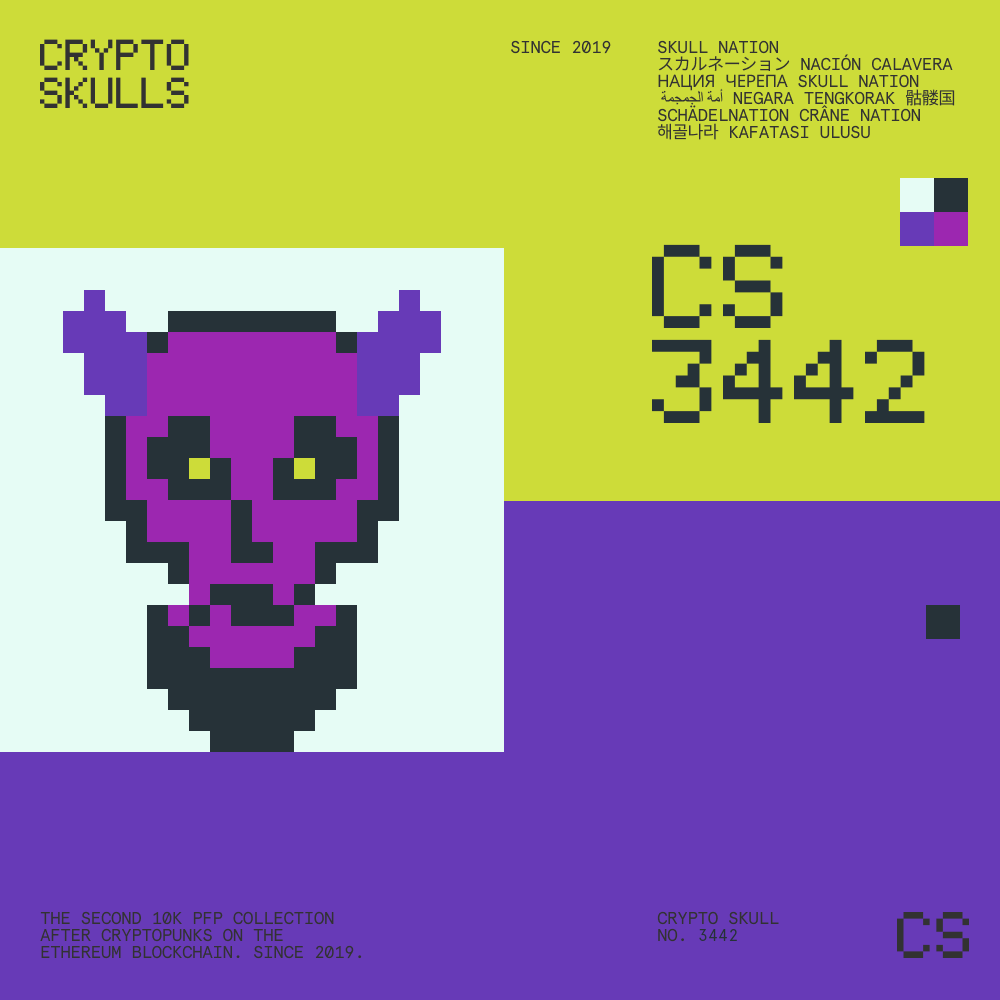 CRYPTO
SKULLS
SINCE 2019
SKULL NATION
スカルネーション NACIÓN CALAVERA
НАЦИЯ ЧЕРЕПА SKULL NATION
أمة الجمجمة NEGARA TENGKORAK 骷髅国
SCHÄDELNATION CRÂNE NATION
해골나라 KAFATASI ULUSU
CS
3442
THE SECOND 10K PFP COLLECTION
AFTER CRYPTOPUNKS ON THE
ETHEREUM BLOCKCHAIN. SINCE 2019.
CRYPTO SKULL
NO. 3442
CS